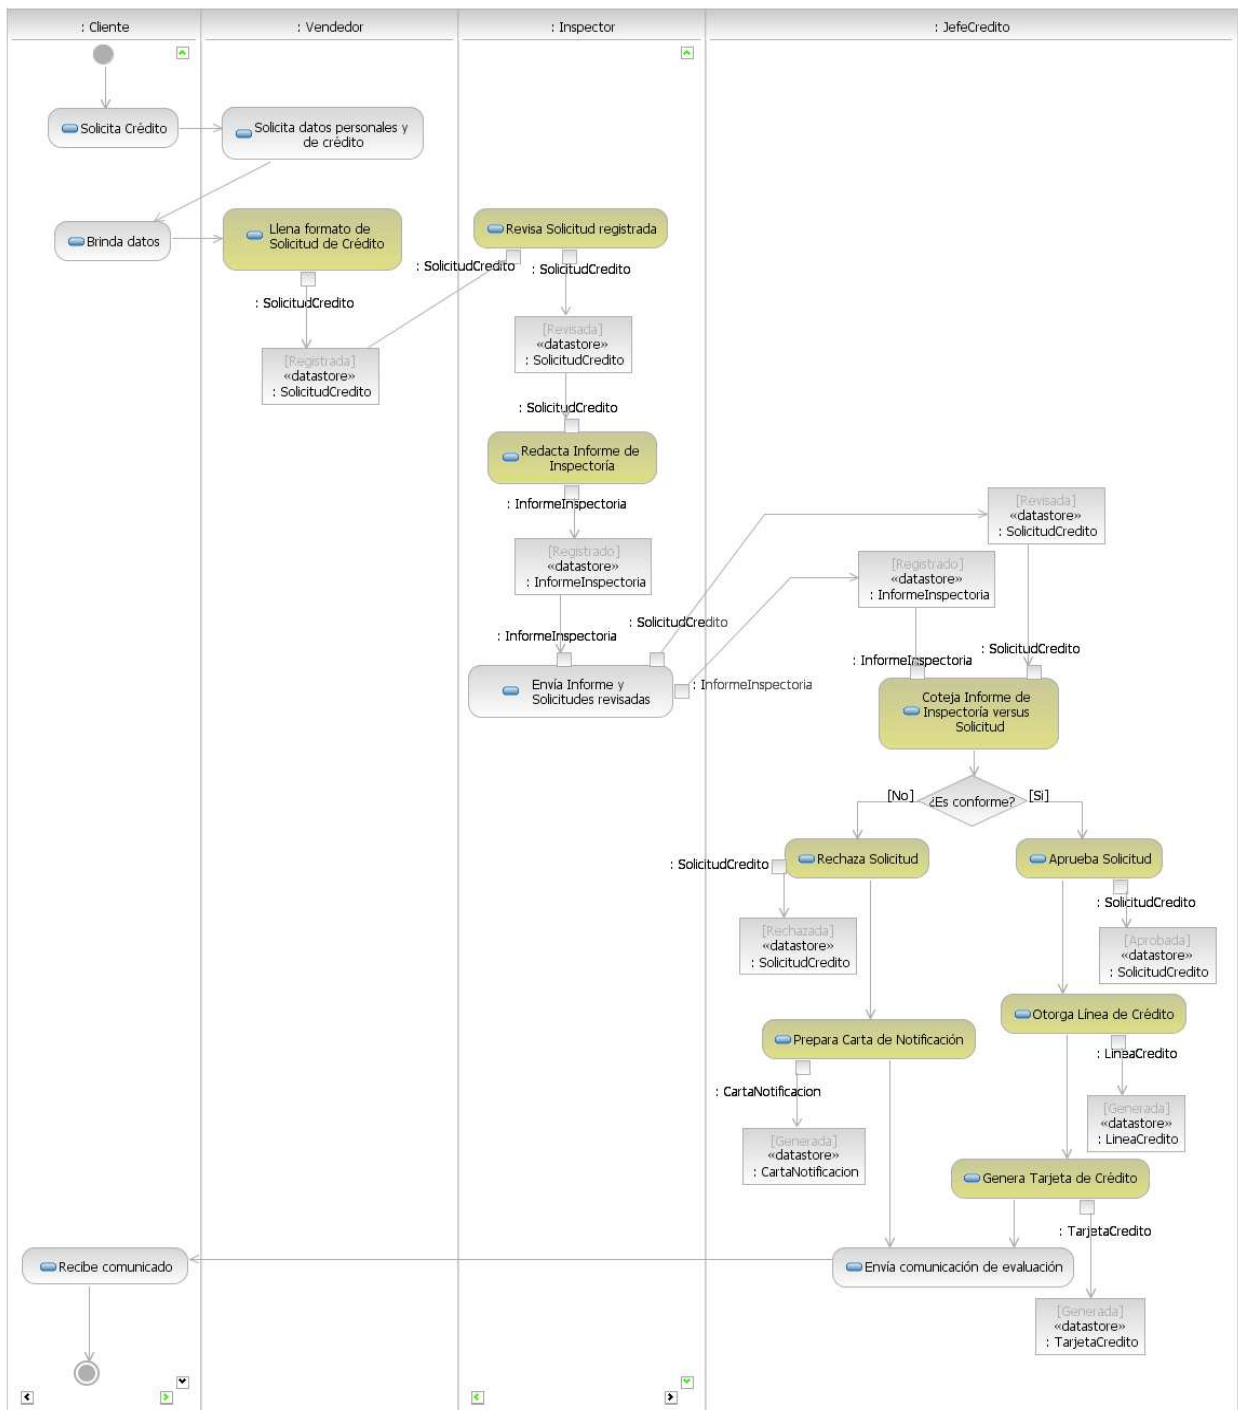 : Cliente
: Vendedor
: Inspector
: JefeCredito
Solicita Crédito
Solicita datos personales y
de crédito
Brinda datos
Llena formato de
Solicitud de Crédito
: SolicitudCredito
[Registrada]
«datastore»
: SolicitudCredito
Revisa Solicitud registrada
: SolicitudCredito
: SolicitudCredito
[Revisada]
«datastore»
: SolicitudCredito
: SolicitudCredito
Redacta Informe de
Inspectoría
: InformeInspectoria
[Registrado]
«datastore»
: InformeInspectoria
: InformeInspectoria
: SolicitudCredito
Envía Informe y
Solicitudes revisadas
: InformeInspectoria
[Revisada]
«datastore»
: SolicitudCredito
[Registrado]
«datastore»
: InformeInspectoria
: SolicitudCredito
: InformeInspectoria
Coteja Informe de
Inspectoría versus
Solicitud
[No]
¿Es conforme?
[Si]
Rechaza Solicitud
: SolicitudCredito
[Rechazada]
«datastore»
: SolicitudCredito
Aprueba Solicitud
: SolicitudCredito
[Aprobada]
«datastore»
: SolicitudCredito
Otorga Línea de Crédito
: LineaCredito
[Generada]
«datastore»
: LineaCredito
Prepara Carta de Notificación
: CartaNotificacion
[Generada]
«datastore»
: CartaNotificacion
Genera Tarjeta de Crédito
: TarjetaCredito
[Generada]
«datastore»
: TarjetaCredito
Envía comunicación de evaluación
Recibe comunicado